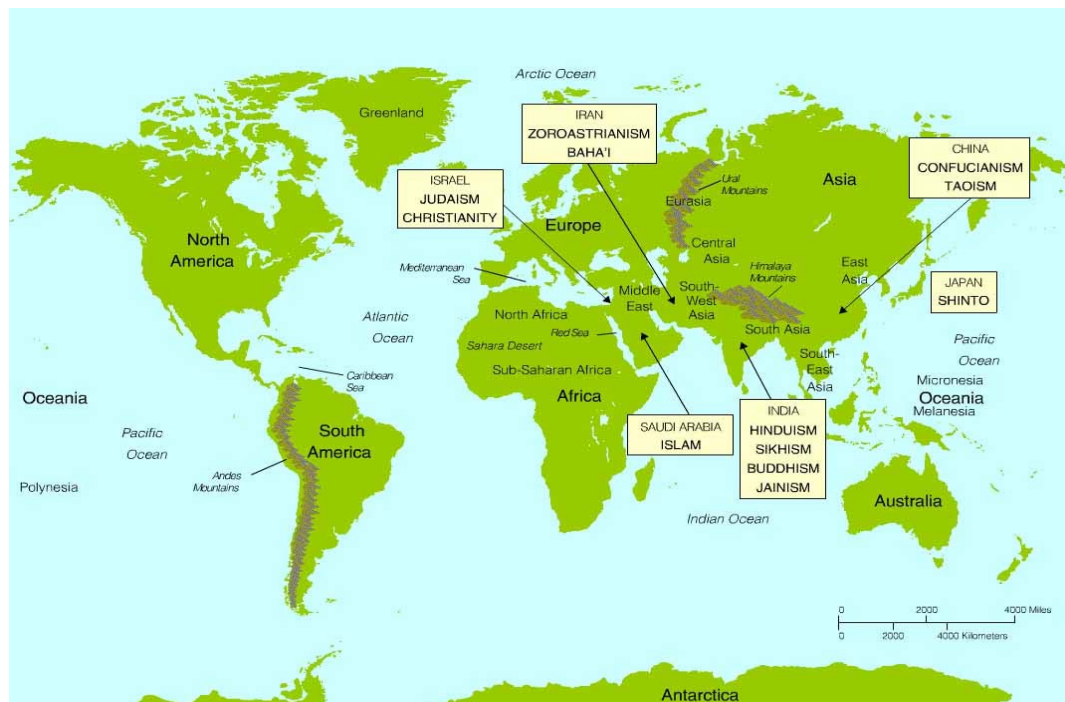 Arctic Ocean
Greenland
IRAN
ZOROASTRIANISM
BAHA'I
CHINA
CONFUCIANISM
TAOISM
ISRAEL
JUDAISM
CHRISTIANITY
Ural
Mountains
Asia
Eurasia
North
America
Europe
Central
Asia
Mediterranean
Sea
Middle
East
South-
West
Asia
Himalaya
Mountains
East
Asia
JAPAN
SHINTO
Atlantic
Ocean
North Africa
Red Sea
Sahara Desert
South Asia
Pacific
Ocean
Caribbean
Sea
Sub-Saharan Africa
South-
East
Asia
Micronesia
Oceania
Africa
Oceania
Melanesia
Pacific
Ocean
South
America
SAUDI ARABIA
ISLAM
INDIA
HINDUISM
SIKHISM
BUDDHISM
JAINISM
Andes
Mountains
Polynesia
Australia
Indian Ocean
0 2000 4000 Miles
0 2000 4000 Kilometers
Antarctica